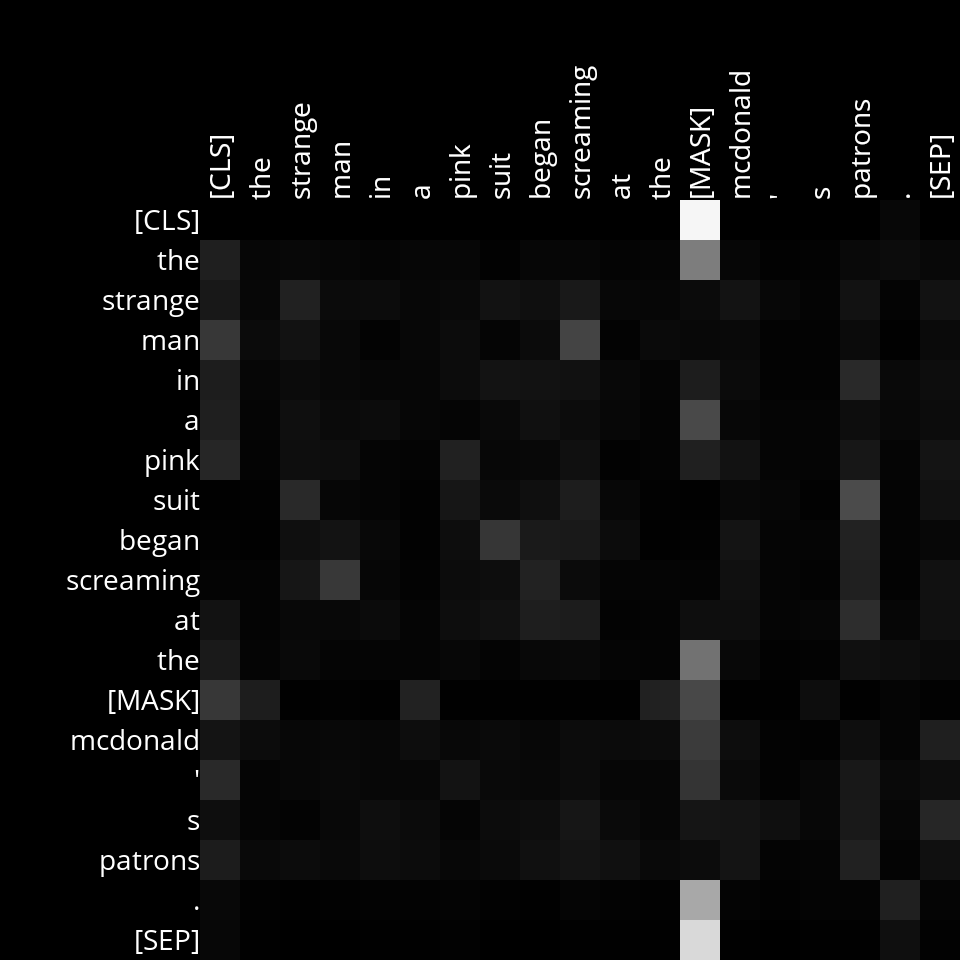 [CLS] the strange man in a pink suit began screaming at the [MASK] mcdonald ' s patrons . [SEP]
[CLS]
the
strange
man
in
a
pink
suit
began
screaming
at
the
[MASK]
mcdonald
'
s
patrons
.
[SEP]